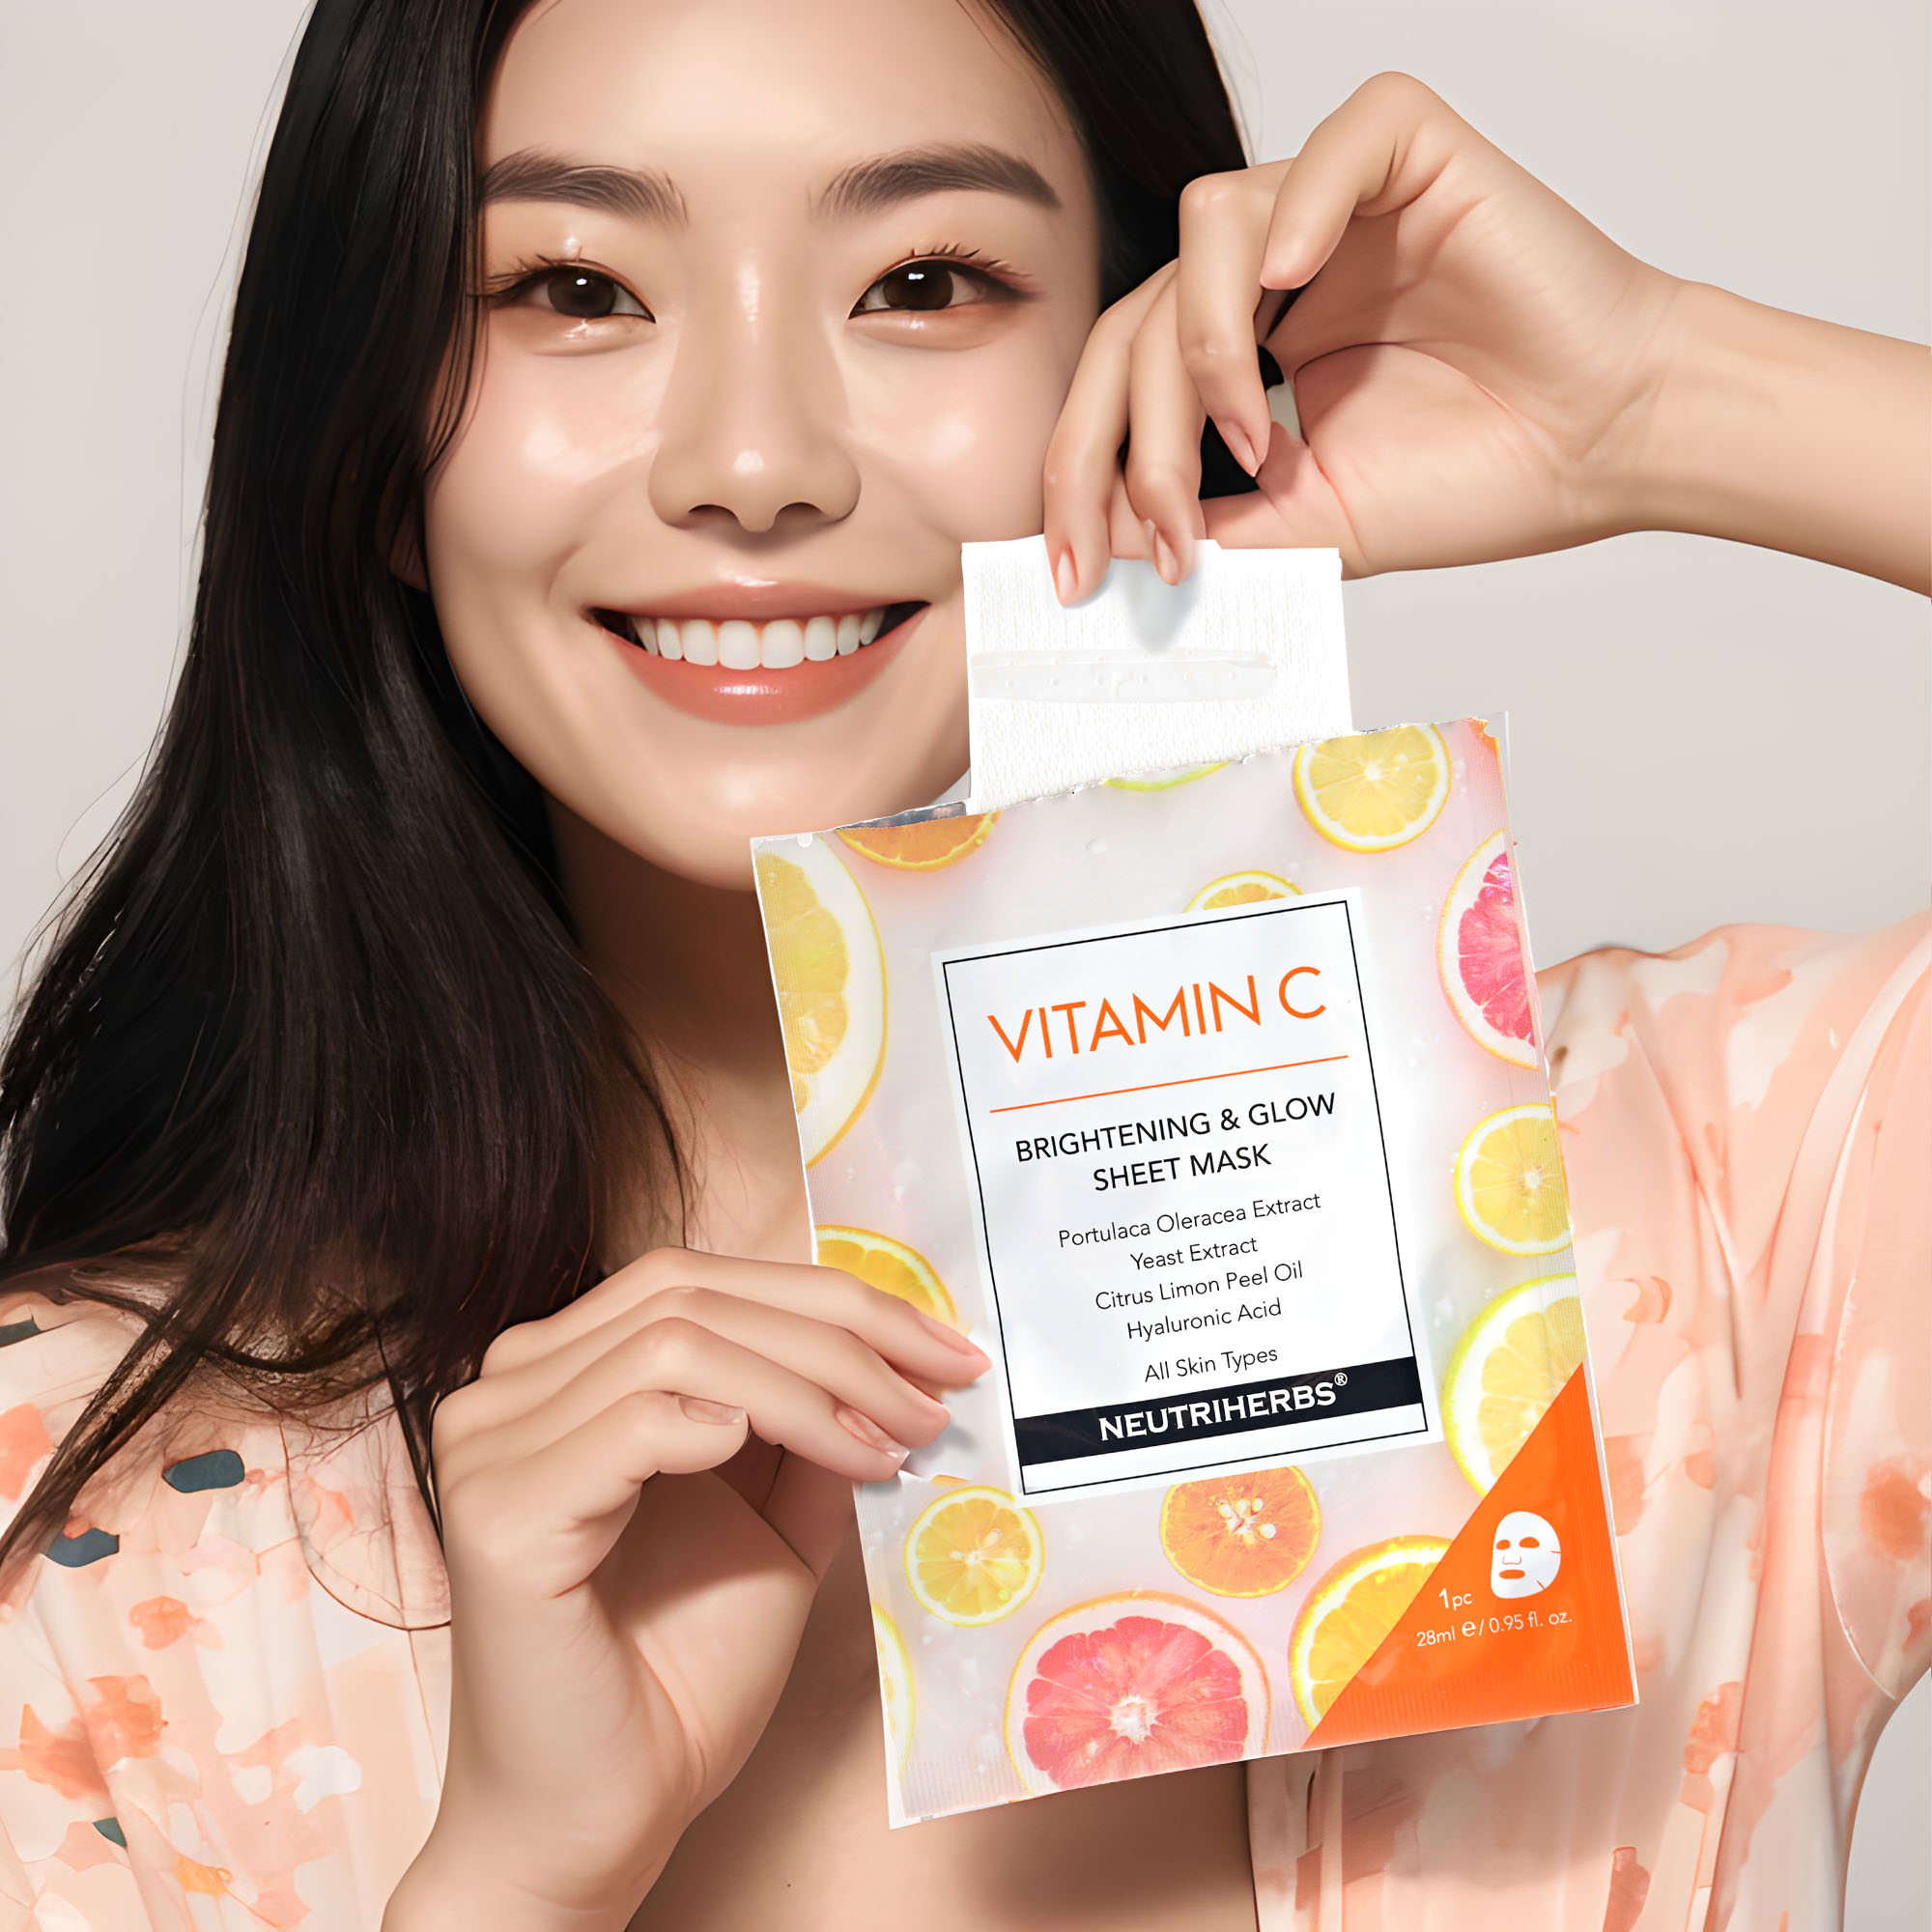 VITAMIN C
BRIGHTENING & GLOW
SHEET MASK
Portulaca Oleracea Extract
Yeast Extract
Citrus Limon Peel Oil
Hyaluronic Acid
All Skin Types
NEUTRIHERBS®
1pc
28ml ℮/ 0.95 fl. oz.